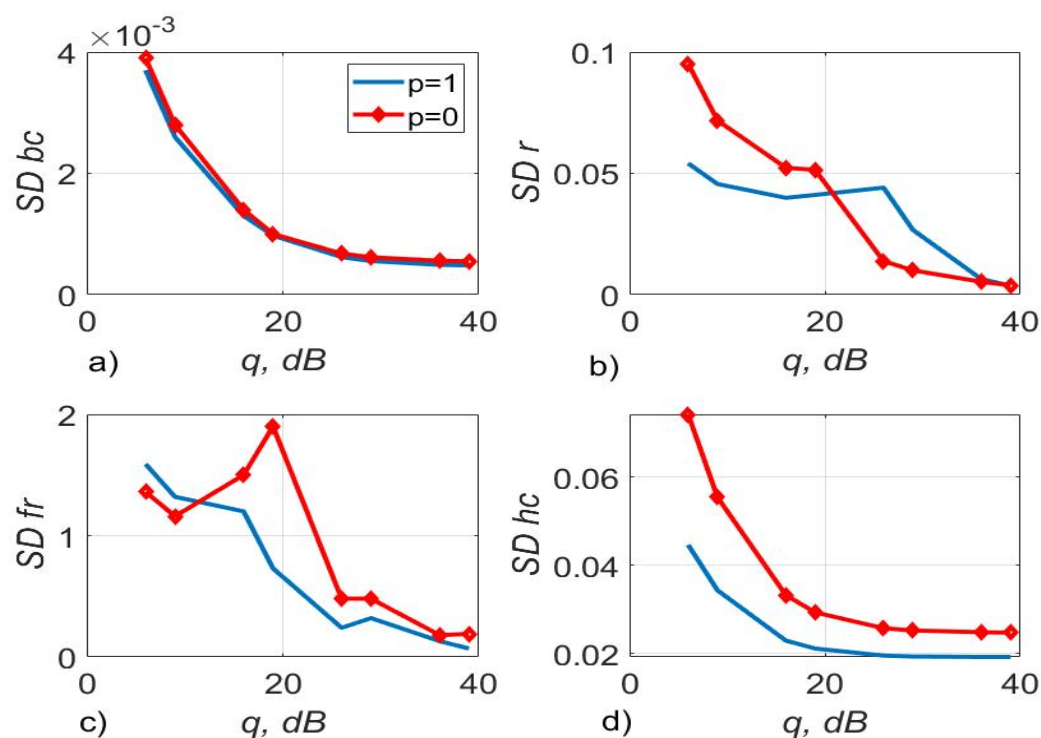 ×10⁻³
4
2
0
SD bc
p=1
p=0
0 20 40
q, dB
a)
0.1
0.05
0
SD r
0 20 40
q, dB
b)
2
1
0
SD fr
0 20 40
q, dB
c)
0.06
0.04
0.02
SD hc
0 20 40
q, dB
d)